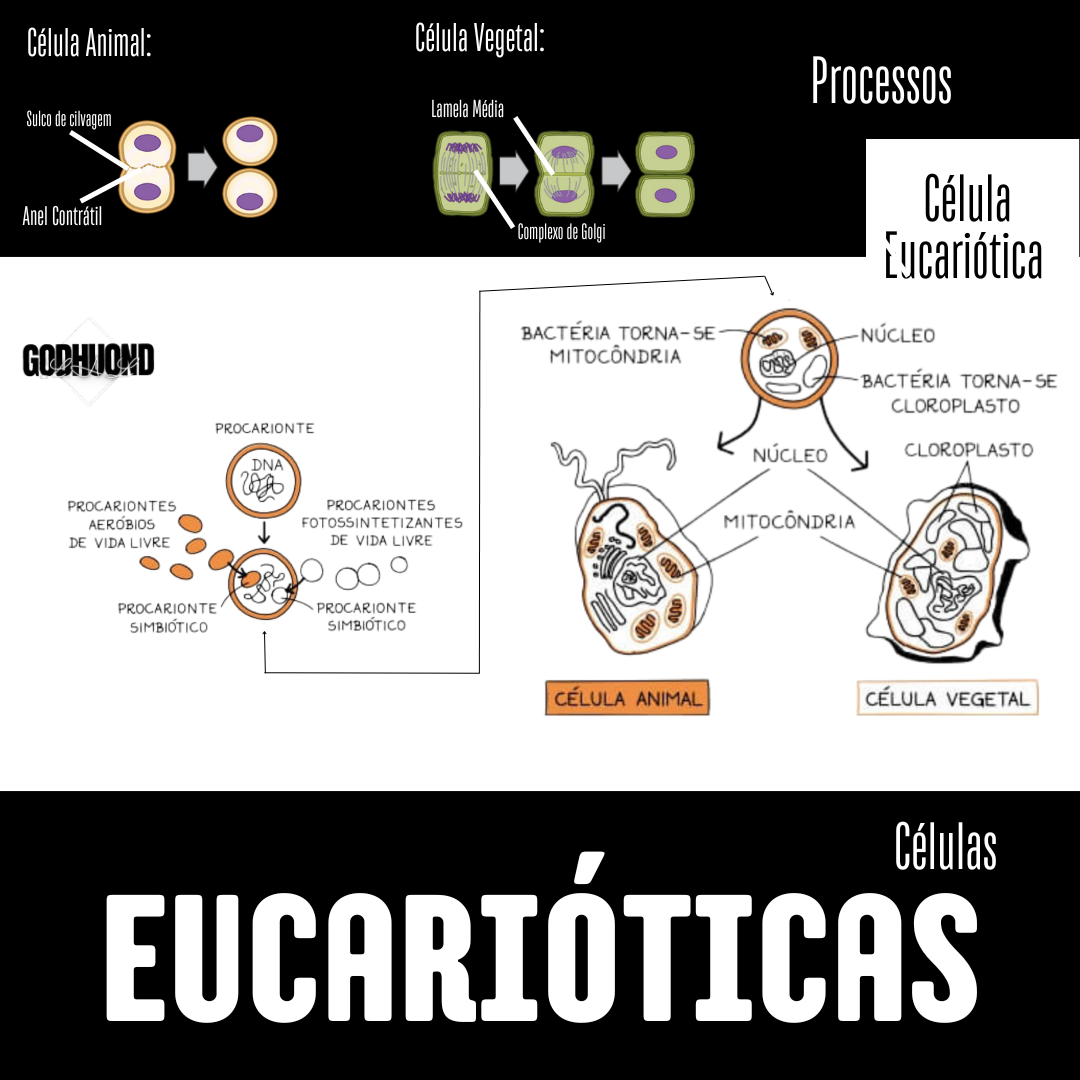 Célula Animal:
Célula Vegetal:
Processos
Sulco de cilvagem
Anel Contrátil
Lamela Média
Complexo de Golgi
Célula
Eucariótica
GODHUOND
PROCARIONTE
DNA
PROCARIONTES
AERÓBIOS
DE VIDA LIVRE
PROCARIONTES
FOTOSSINTETIZANTES
DE VIDA LIVRE
PROCARIONTE
SIMBIÓTICO
PROCARIONTE
SIMBIÓTICO
BACTÉRIA TORNA-SE
MITOCÔNDRIA
NÚCLEO
BACTÉRIA TORNA-SE
CLOROPLASTO
NÚCLEO
CLOROPLASTO
MITOCÔNDRIA
CÉLULA ANIMAL
CÉLULA VEGETAL
Células
EUCARIÓTICAS